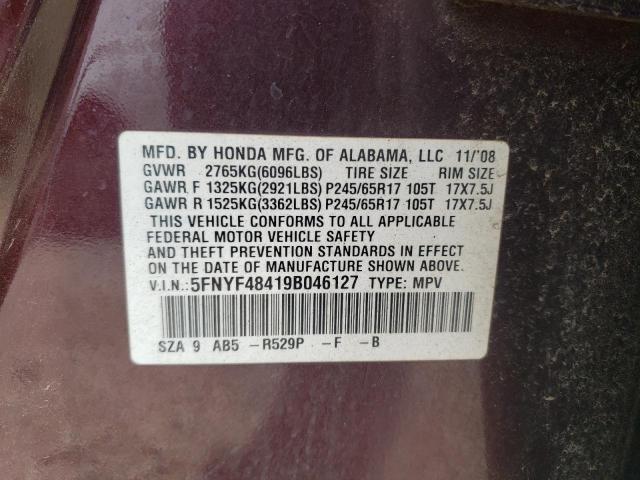 MFD. BY HONDA MFG. OF ALABAMA, LLC 11/'08
GVWR 2765KG(6096LBS) TIRE SIZE RIM SIZE
GAWR F 1325KG(2921LBS) P245/65R17 105T 17X7.5J
GAWR R 1525KG(3362LBS) P245/65R17 105T 17X7.5J
THIS VEHICLE CONFORMS TO ALL APPLICABLE
FEDERAL MOTOR VEHICLE SAFETY
AND THEFT PREVENTION STANDARDS IN EFFECT
ON THE DATE OF MANUFACTURE SHOWN ABOVE.
V.I.N.:5FNYF48419B046127 TYPE: MPV
SZA 9 AB5 -R529P -F -B